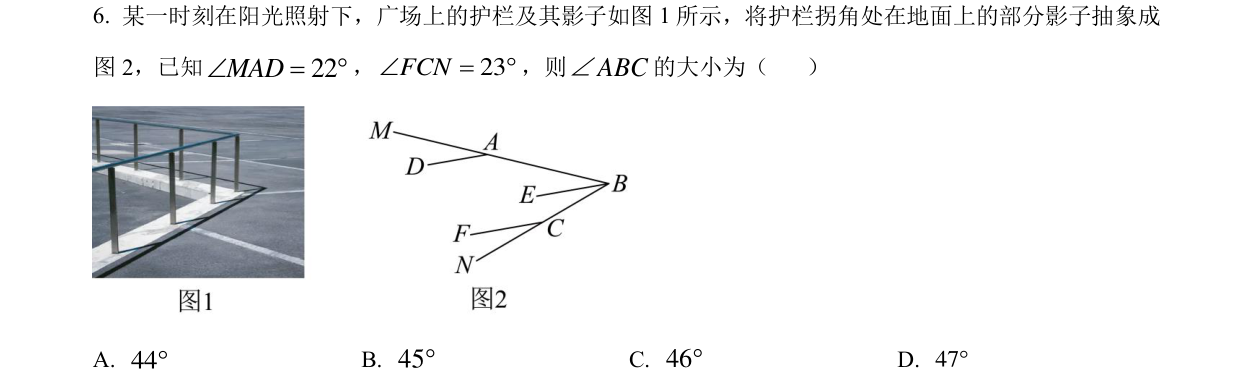 6. 某一时刻在阳光照射下，广场上的护栏及其影子如图 1 所示，将护栏拐角处在地面上的部分影子抽象成
图 2，已知∠MAD = 22°，∠FCN = 23°，则∠ABC 的大小为（　　）
M
A
D
B
E
F
C
N
图1
图2
A. 44°
B. 45°
C. 46°
D. 47°